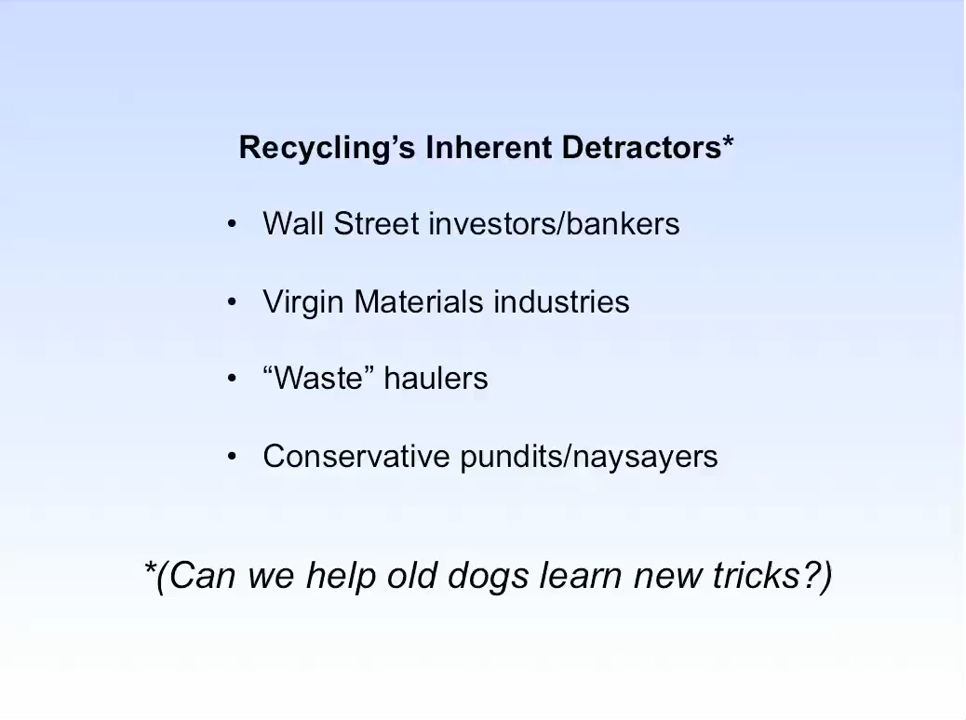 Recycling’s Inherent Detractors*
• Wall Street investors/bankers
• Virgin Materials industries
• “Waste” haulers
• Conservative pundits/naysayers
*(Can we help old dogs learn new tricks?)